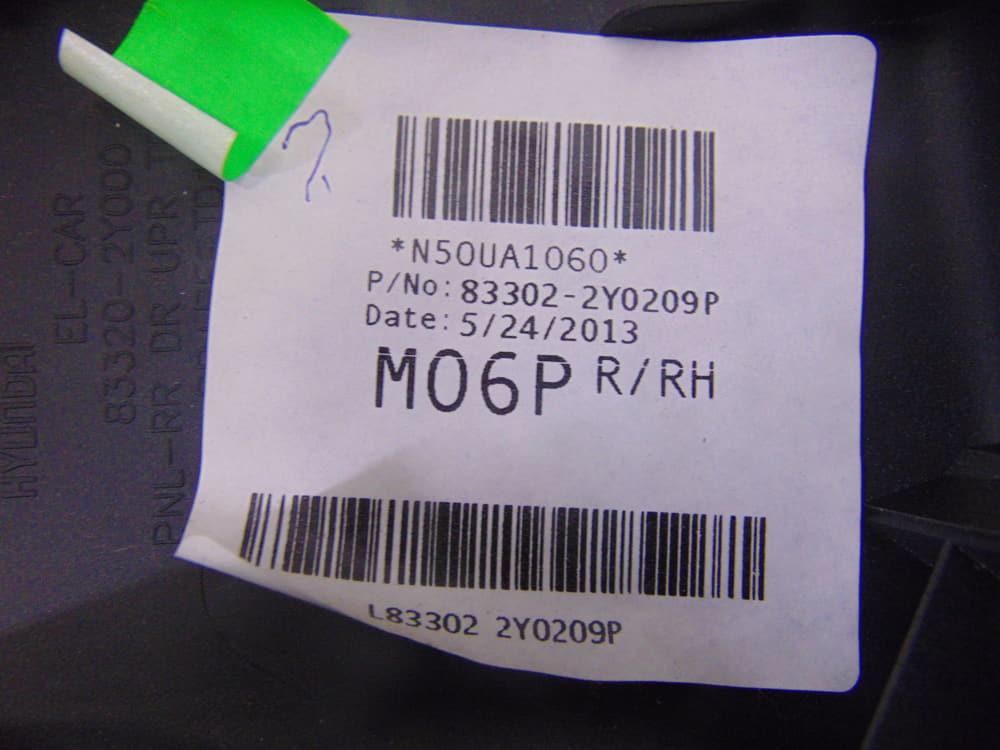 *N50UA1060*
P/No: 83302-2Y0209P
Date: 5/24/2013
M06P R/RH
L83302 2Y0209P
HYUNDAI
EL-CAR
83320-2Y000
PNL-RR DR UPR